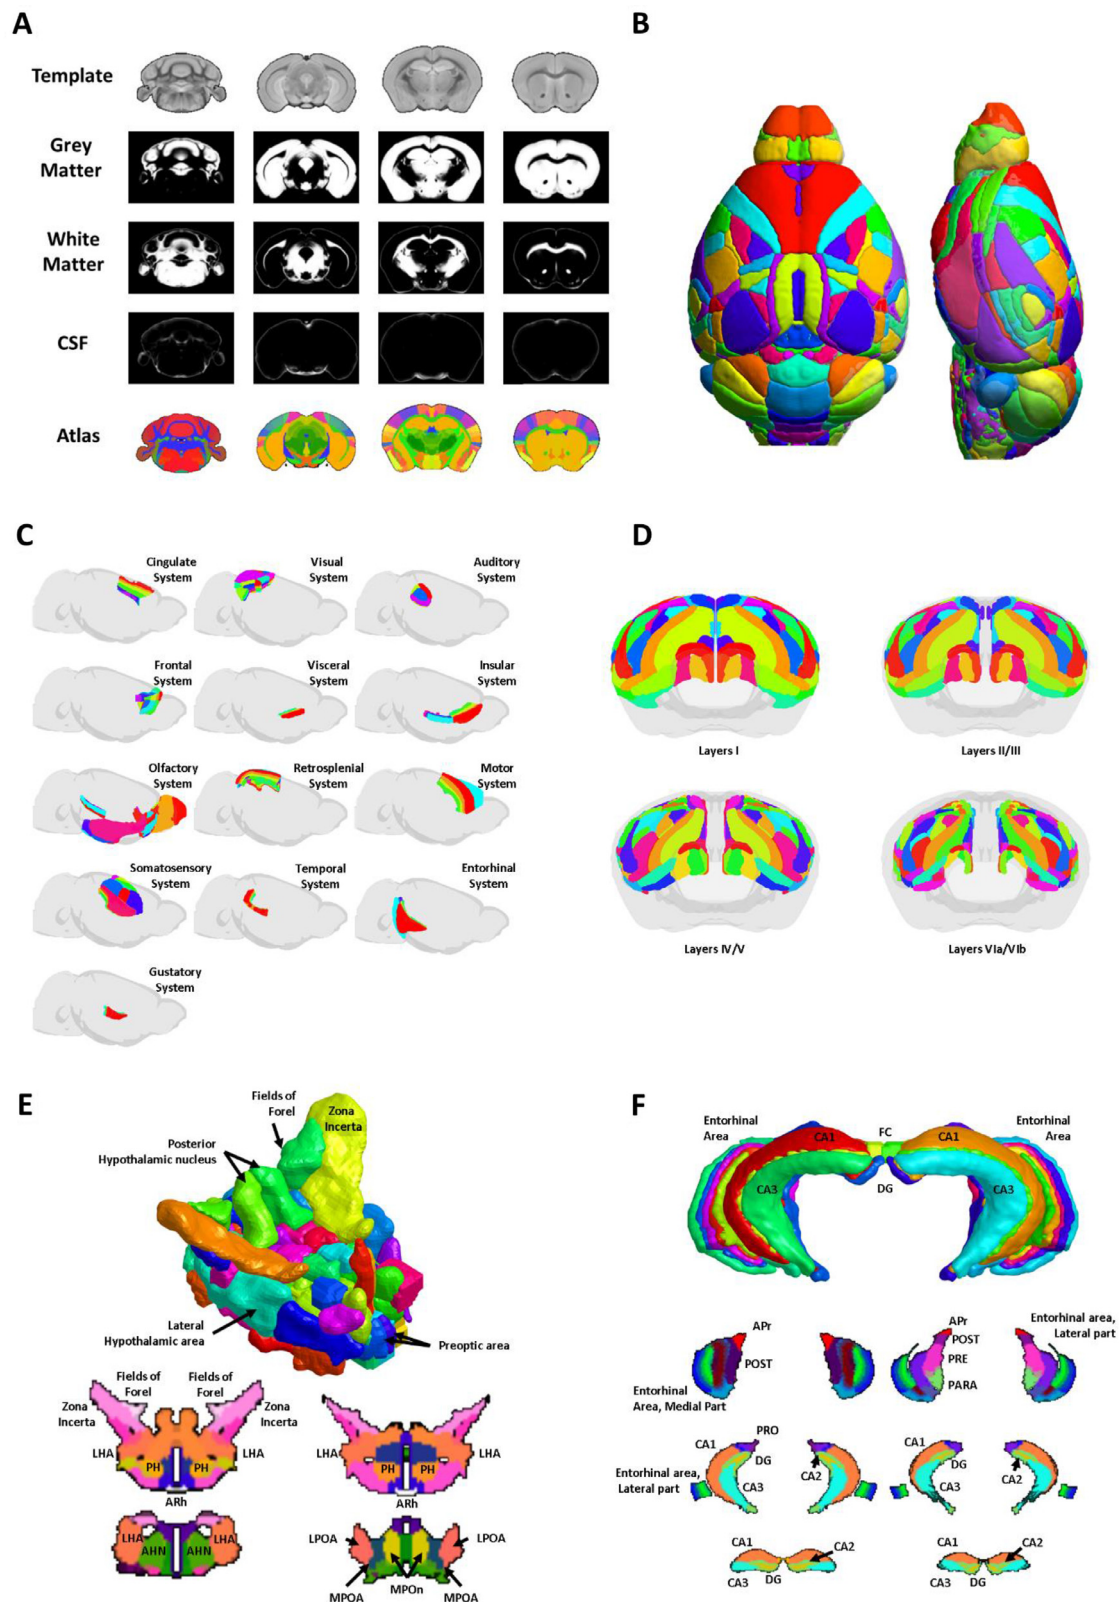 A
Template
Grey
Matter
White
Matter
CSF
Atlas
B
C
Cingulate
System
Visual
System
Auditory
System
Frontal
System
Visceral
System
Insular
System
Olfactory
System
Retrosplenial
System
Motor
System
Somatosensory
System
Temporal
System
Entorhinal
System
Gustatory
System
D
Layers I
Layers II/III
Layers IV/V
Layers VIa/VIb
E
Fields of
Forel
Zona
Incerta
Posterior
Hypothalamic nucleus
Lateral
Hypothalamic area
Preoptic area
Fields of
Forel
Fields of
Forel
Zona
Incerta
Zona
Incerta
LHA
LHA
PH
PH
ARh
LHA
LHA
PH
PH
ARh
LHA
AHN
AHN
LHA
LPOA
LPOA
MPOA
MPOn
MPOA
F
Entorhinal
Area
FC
Entorhinal
Area
CA1
CA1
CA3
DG
CA3
APr
POST
Entorhinal
Area, Medial Part
APr
POST
PRE
PARA
Entorhinal area,
Lateral part
PRO
CA1
DG
CA3
CA2
Entorhinal area,
Lateral part
CA1
DG
CA3
CA2
CA1
CA2
CA3
DG
CA1
CA2
CA3
DG